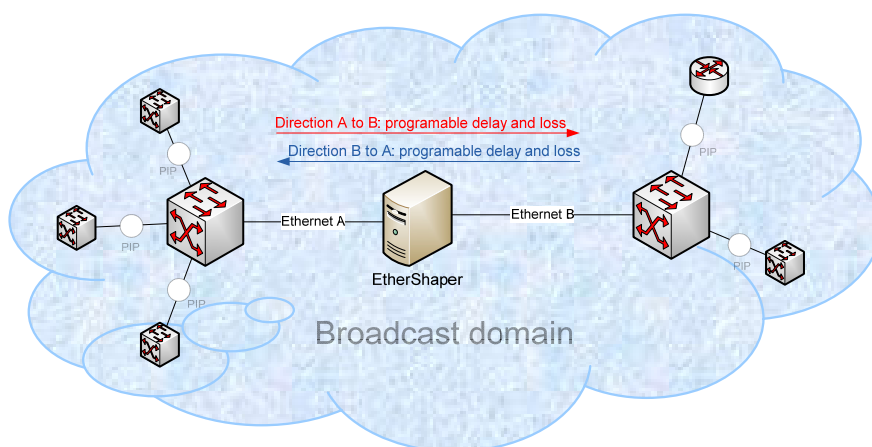 Direction A to B: programable delay and loss
Direction B to A: programable delay and loss
PIP
PIP
PIP
Ethernet A
Ethernet B
PIP
PIP
EtherShaper
Broadcast domain